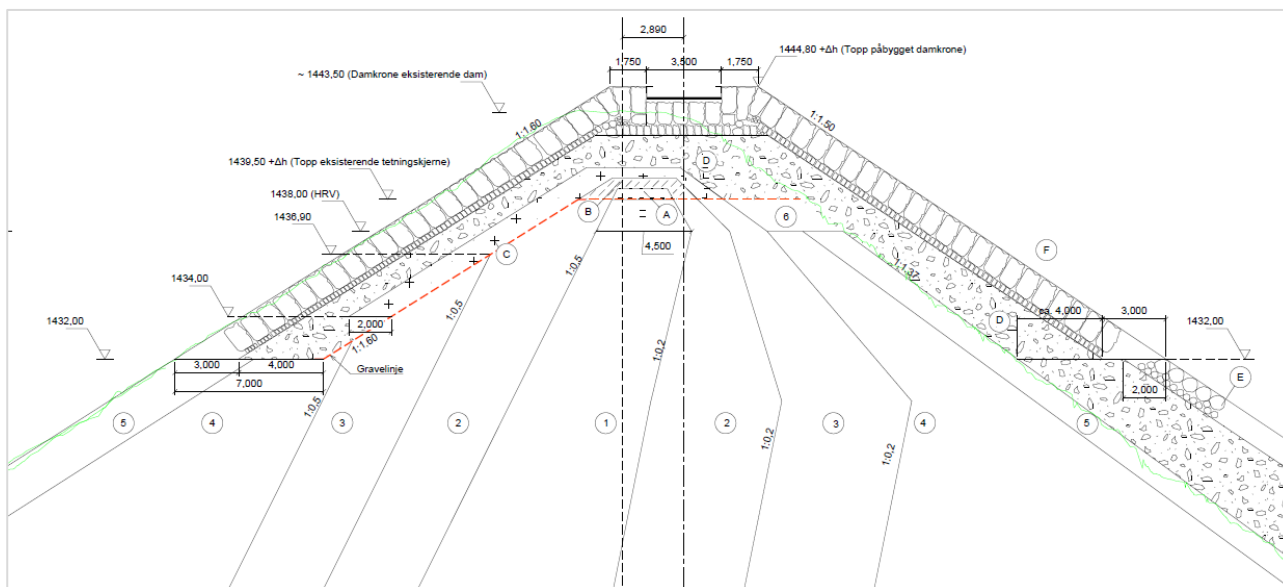 2,890
1444,80 +Δh (Topp påbygget damkrone)
1,750 3,500 1,750
~ 1443,50 (Damkrone eksisterende dam)
1:1.60
1:1.50
1439,50 +Δh (Topp eksisterende tetningskjerne)
D
1438,00 (HRV)
B A 6
1436,90
4,500
C F
1:0,5
1:0,5
1:1.37
1434,00
1432,00
2,000
D ca. 4,000 3,000 1432,00
1:1.60
3,000 4,000
Gravelinje
1:0,2
7,000
2,000 E
1:0,5
5 4 3 2 1 2 3 4 5
1:0,2
1:0,2